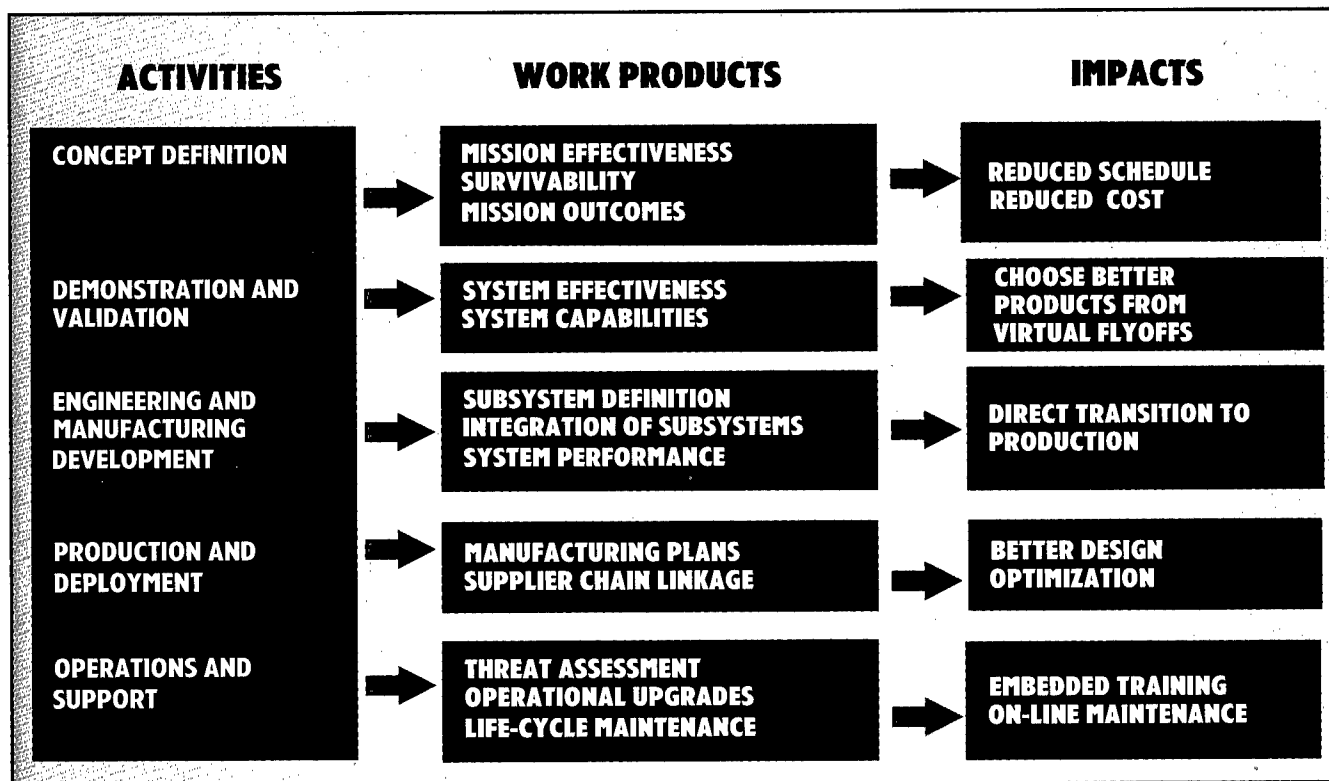 ACTIVITIES
WORK PRODUCTS
IMPACTS
CONCEPT DEFINITION
MISSION EFFECTIVENESS
SURVIVABILITY
MISSION OUTCOMES
REDUCED SCHEDULE
REDUCED COST
DEMONSTRATION AND
VALIDATION
SYSTEM EFFECTIVENESS
SYSTEM CAPABILITIES
CHOOSE BETTER
PRODUCTS FROM
VIRTUAL FLYOFFS
ENGINEERING AND
MANUFACTURING
DEVELOPMENT
SUBSYSTEM DEFINITION
INTEGRATION OF SUBSYSTEMS
SYSTEM PERFORMANCE
DIRECT TRANSITION TO
PRODUCTION
PRODUCTION AND
DEPLOYMENT
MANUFACTURING PLANS
SUPPLIER CHAIN LINKAGE
BETTER DESIGN
OPTIMIZATION
OPERATIONS AND
SUPPORT
THREAT ASSESSMENT
OPERATIONAL UPGRADES
LIFE-CYCLE MAINTENANCE
EMBEDDED TRAINING
ON-LINE MAINTENANCE